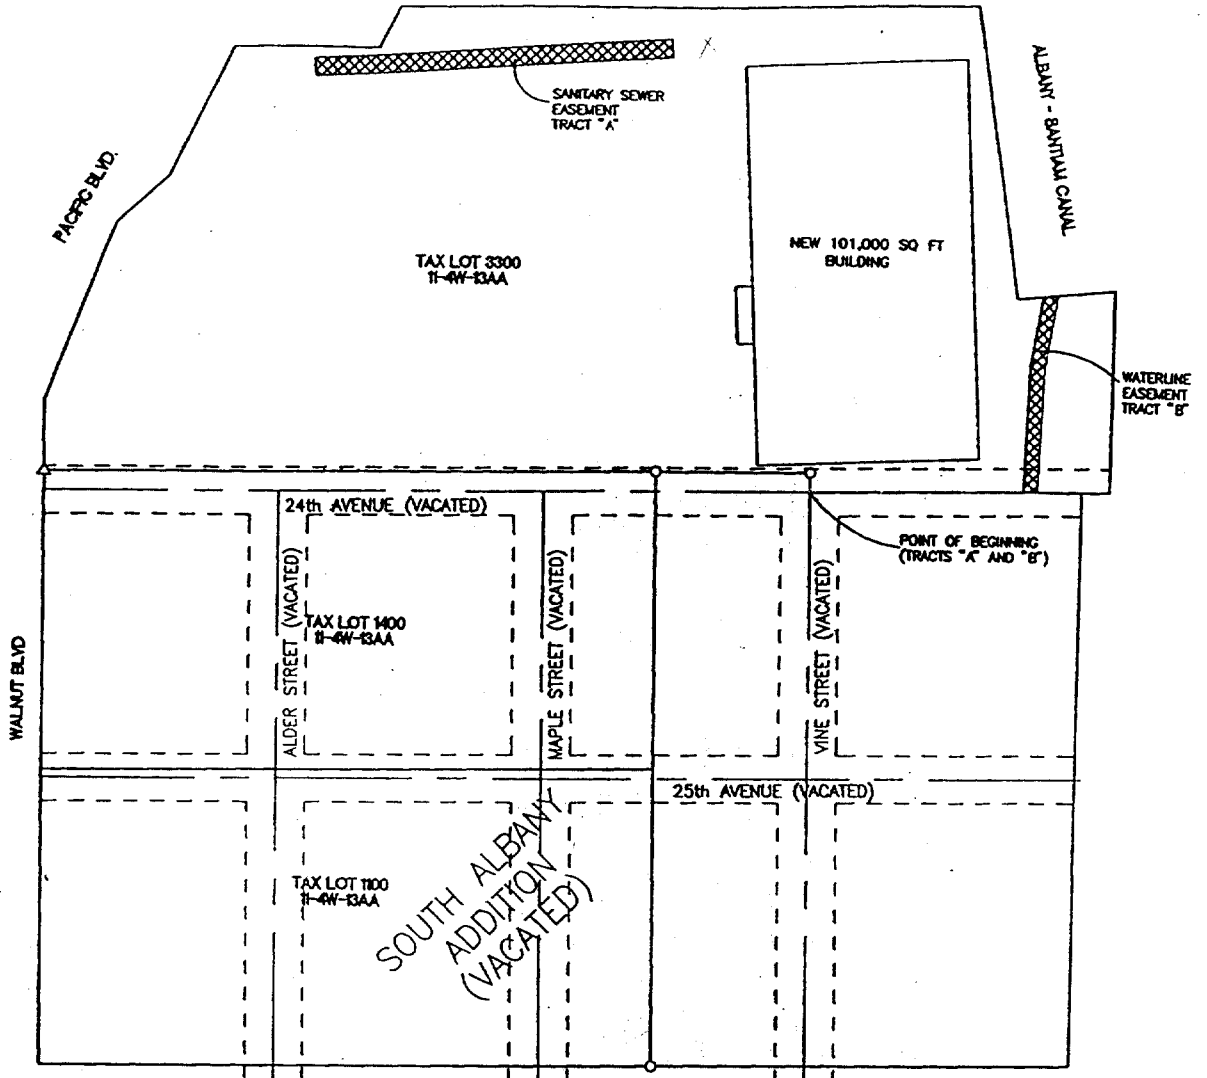 SANITARY SEWER
EASEMENT
TRACT "A"
ALBANY - SANTIAM CANAL
PACIFIC BLVD.
NEW 101,000 SQ FT
BUILDING
TAX LOT 3300
11-4W-13AA
WATERLINE
EASEMENT
TRACT "B"
24th AVENUE (VACATED)
POINT OF BEGINNING
(TRACTS "A" AND "B")
WALNUT BLVD
ALDER STREET (VACATED)
TAX LOT 1400
11-4W-13AA
MAPLE STREET (VACATED)
VINE STREET (VACATED)
25th AVENUE (VACATED)
TAX LOT 1100
11-4W-13AA
SOUTH ALBANY
ADDITION
(VACATED)